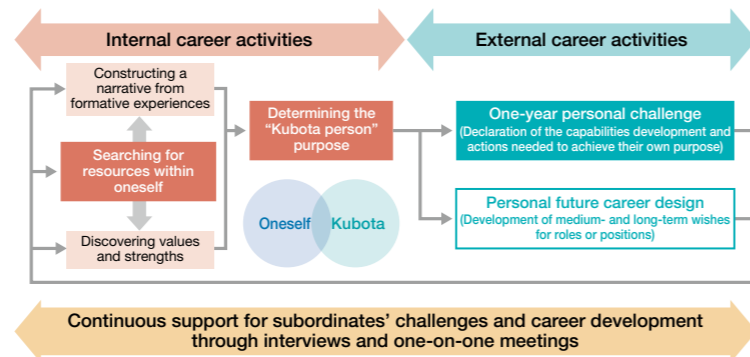 Internal career activities
External career activities
Constructing a
narrative from
formative experiences
Searching for
resources within
oneself
Discovering values
and strengths
Determining the
“Kubota person”
purpose
Oneself
Kubota
One-year personal challenge
(Declaration of the capabilities development and
actions needed to achieve their own purpose)
Personal future career design
(Development of medium- and long-term wishes
for roles or positions)
Continuous support for subordinates’ challenges and career development
through interviews and one-on-one meetings